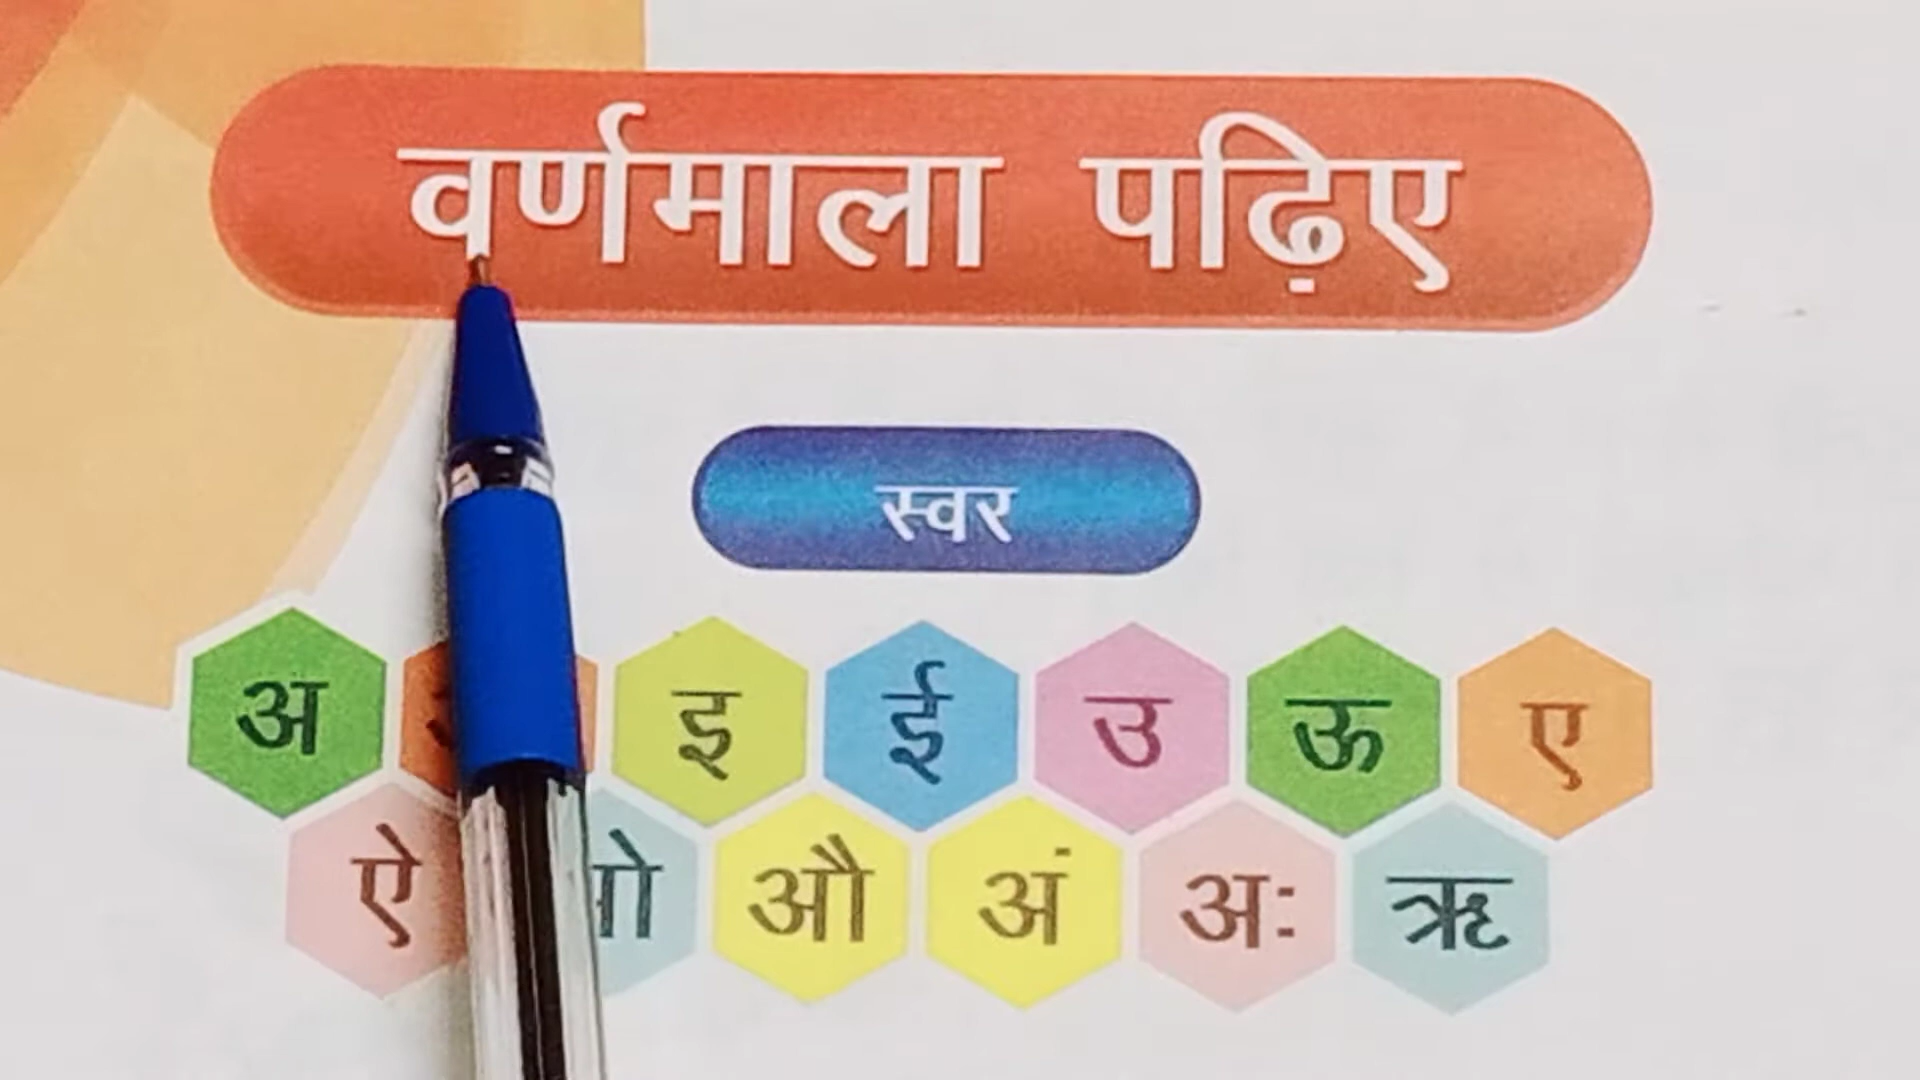 वर्णमाला पढ़िए
स्वर
अ इ ई उ ऊ ए
ऐ औ अं अः ऋ